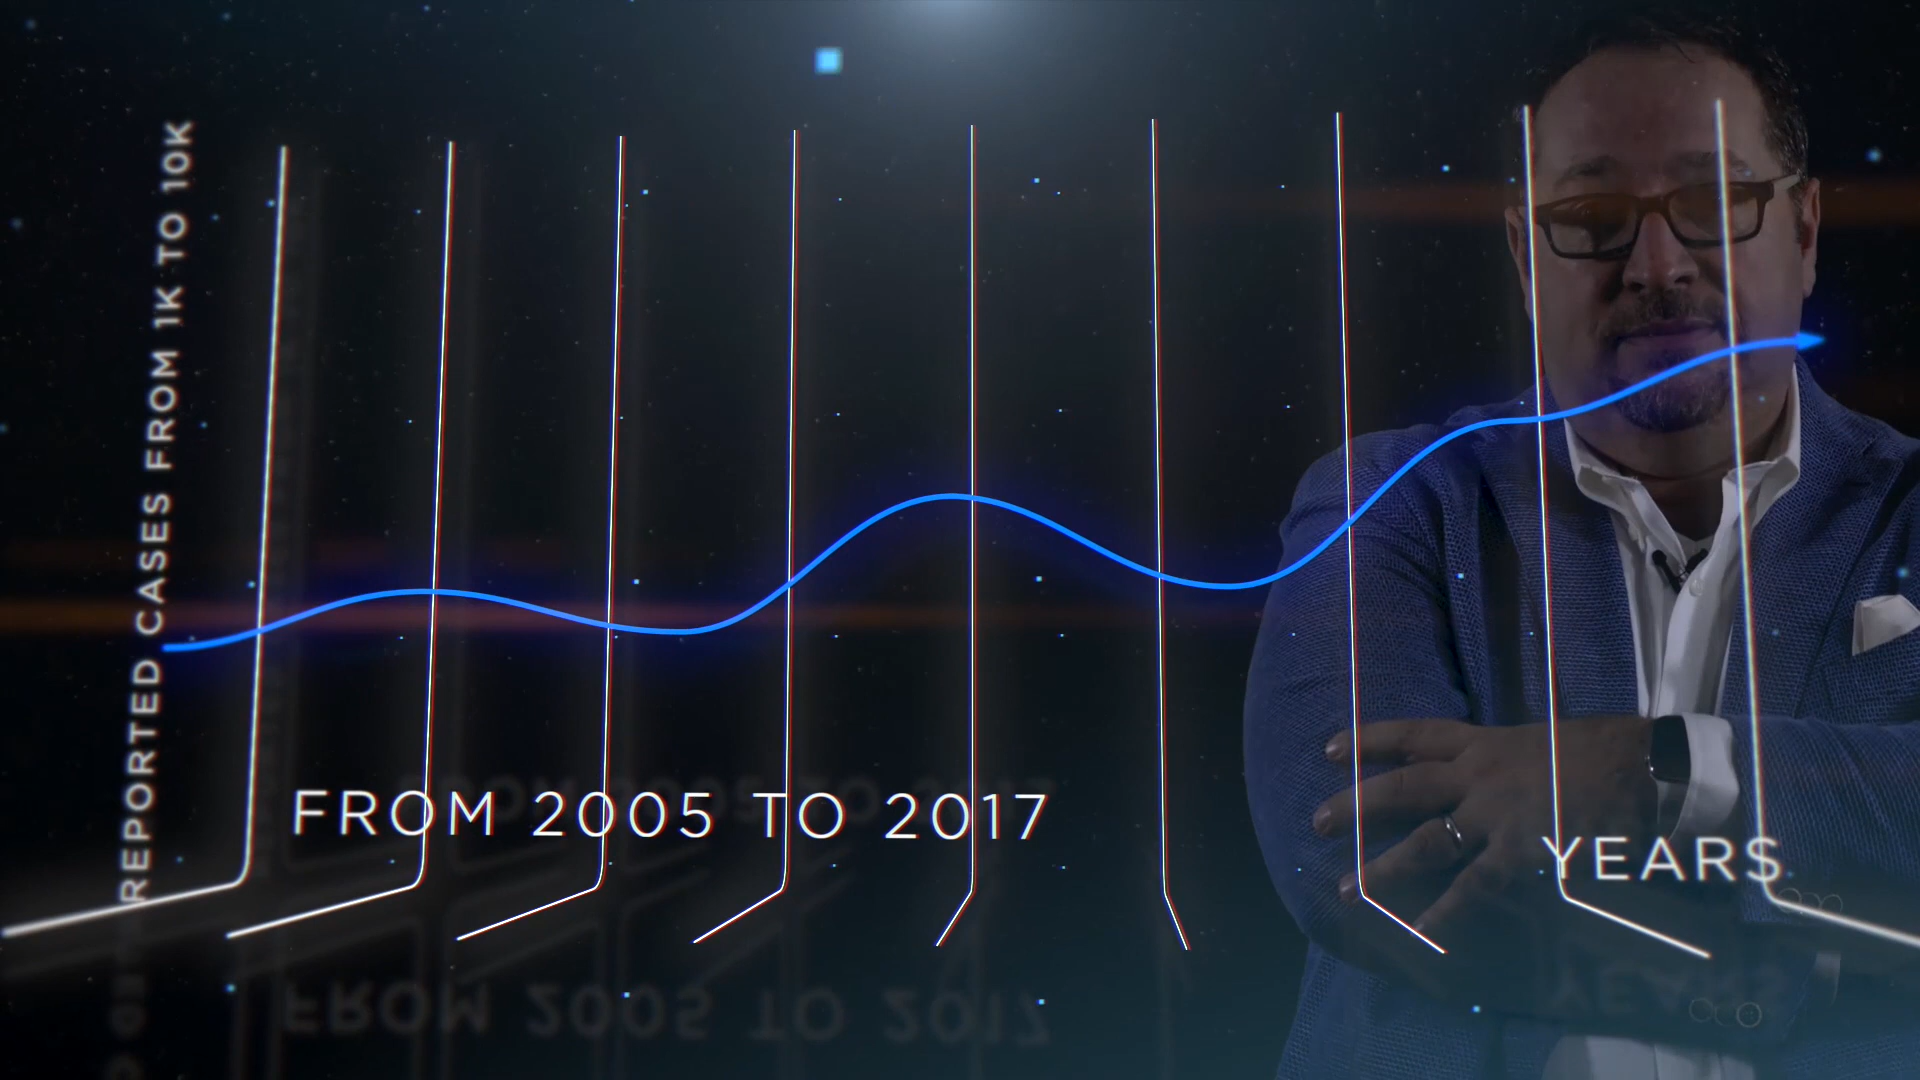 REPORTED CASES FROM 1K TO 10K
FROM 2005 TO 2017
YEARS